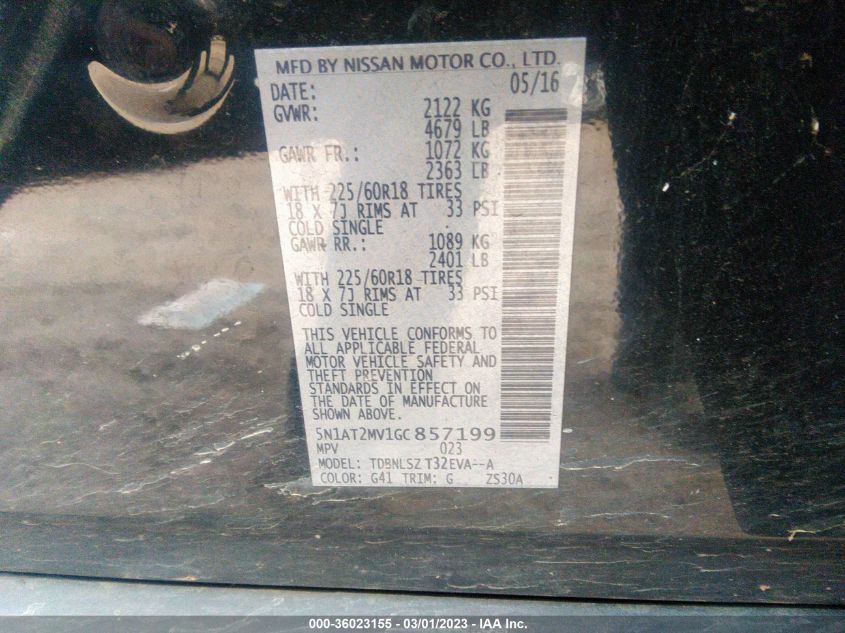 MFD BY NISSAN MOTOR CO., LTD.
DATE: 05/16
GVWR: 2122 KG
4679 LB
GAWR FR.: 1072 KG
2363 LB
WITH 225/60R18 TIRES
18 X 7J RIMS AT 33 PSI
COLD SINGLE
GAWR RR.: 1089 KG
2401 LB
WITH 225/60R18 TIRES
18 X 7J RIMS AT 33 PSI
COLD SINGLE
THIS VEHICLE CONFORMS TO
ALL APPLICABLE FEDERAL
MOTOR VEHICLE SAFETY AND
THEFT PREVENTION
STANDARDS IN EFFECT ON
THE DATE OF MANUFACTURE
SHOWN ABOVE.
5N1AT2MV1GC857199
MPV 023
MODEL: TDBNLSZ T32EVA--A
COLOR: G41 TRIM: G ZS30A
000-36023155 - 03/01/2023 - IAA Inc.